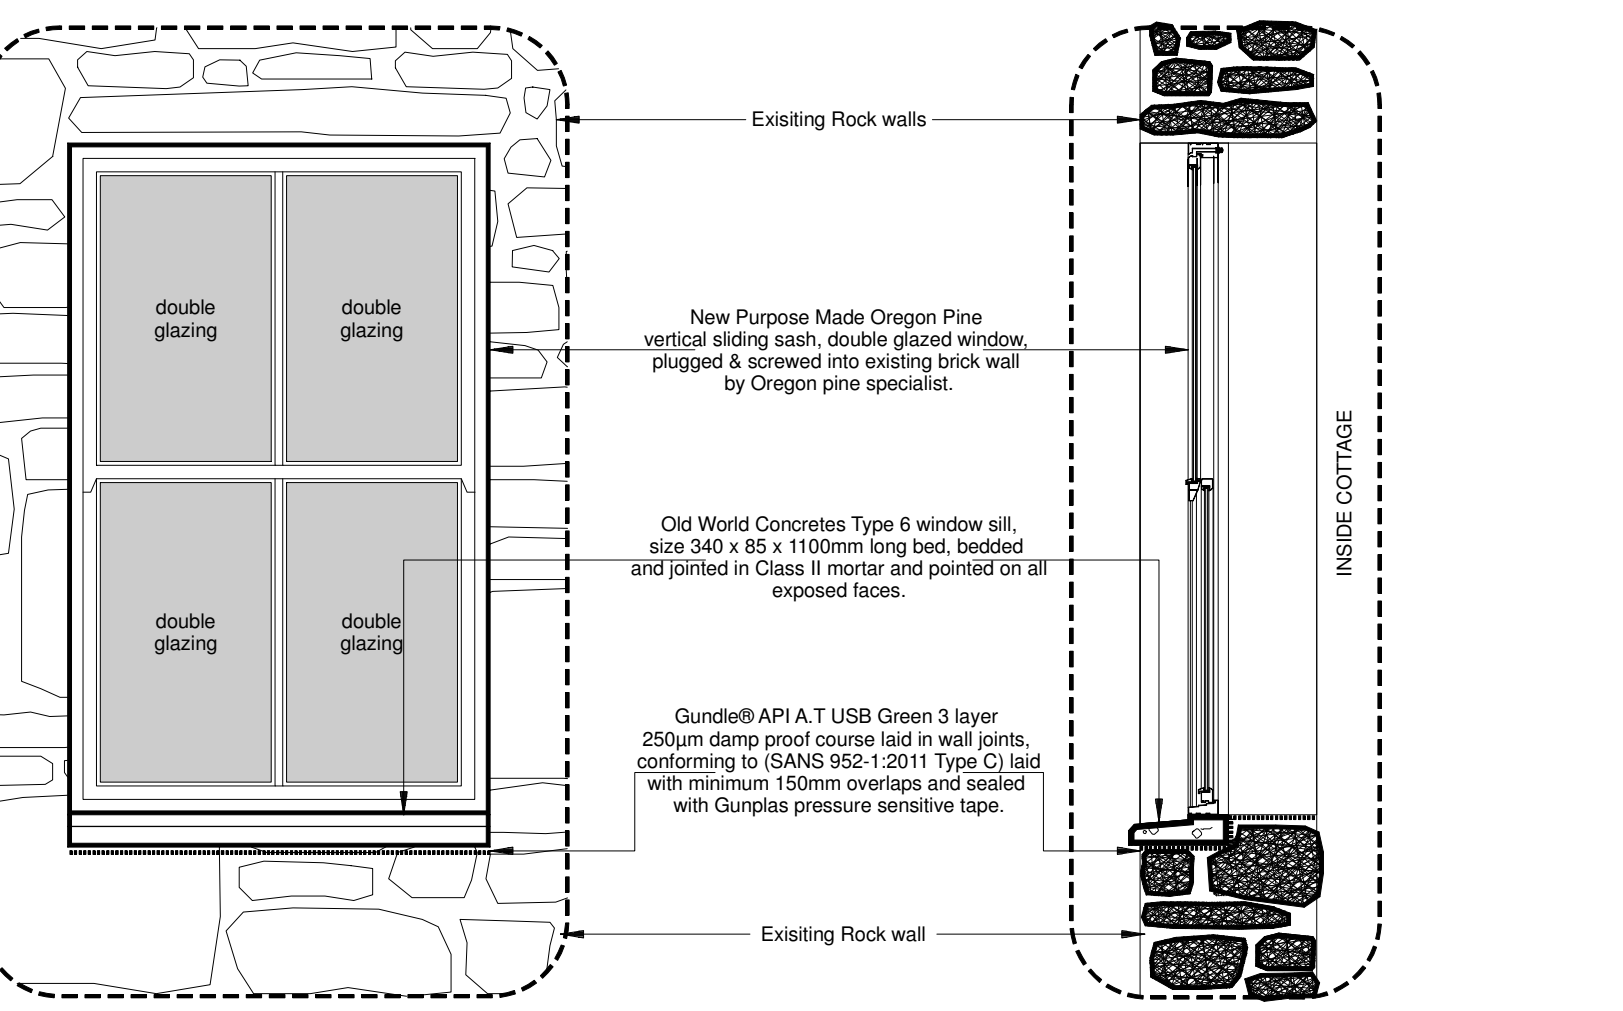 Exisiting Rock walls
double
glazing
double
glazing
New Purpose Made Oregon Pine
vertical sliding sash, double glazed window,
plugged & screwed into existing brick wall
by Oregon pine specialist.
INSIDE COTTAGE
Old World Concretes Type 6 window sill,
size 340 x 85 x 1100mm long bed, bedded
and jointed in Class II mortar and pointed on all
exposed faces.
double
glazing
double
glazing
Gundle® API A.T USB Green 3 layer
250µm damp proof course laid in wall joints,
conforming to (SANS 952-1:2011 Type C) laid
with minimum 150mm overlaps and sealed
with Gunplas pressure sensitive tape.
Exisiting Rock wall